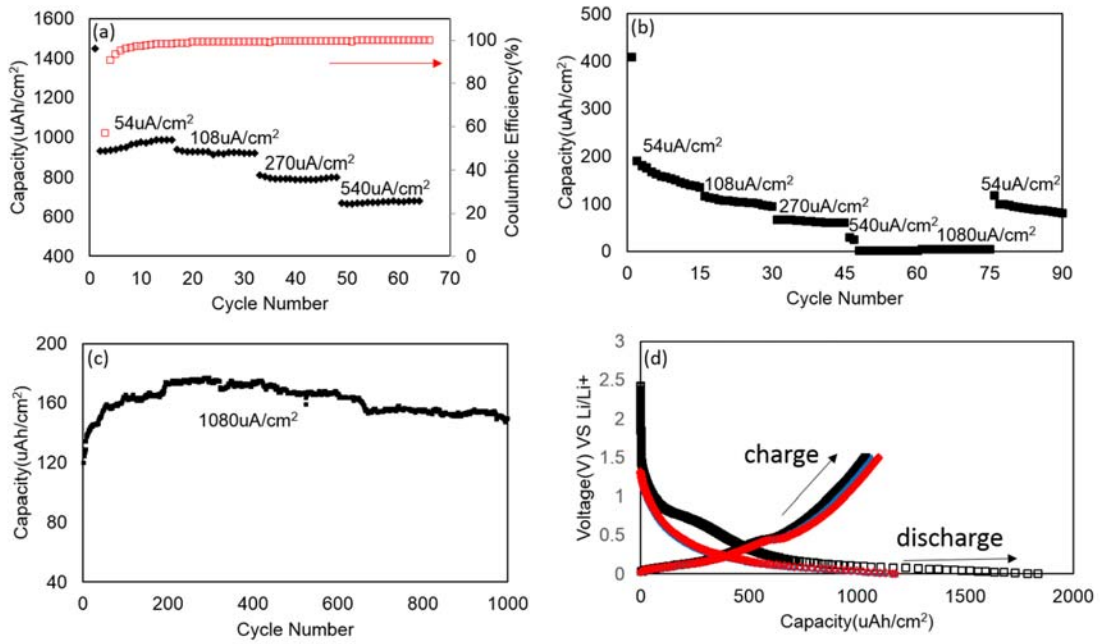 (a)
1600
1400
1200
1000
800
600
400
Capacity(uAh/cm²)
54uA/cm²
108uA/cm²
270uA/cm²
540uA/cm²
100
80
60
40
20
0
Coulumbic Efficiency(%)
0 10 20 30 40 50 60 70
Cycle Number
(b)
500
400
300
200
100
0
Capacity(uAh/cm²)
54uA/cm²
108uA/cm²
270uA/cm²
540uA/cm²
1080uA/cm²
54uA/cm²
0 15 30 45 60 75 90
Cycle Number
(c)
200
160
120
80
40
Capacity(uAh/cm²)
1080uA/cm²
0 200 400 600 800 1000
Cycle Number
(d)
3
2.5
2
1.5
1
0.5
0
Voltage(V) VS Li/Li+
charge
discharge
0 500 1000 1500 2000
Capacity(uAh/cm²)